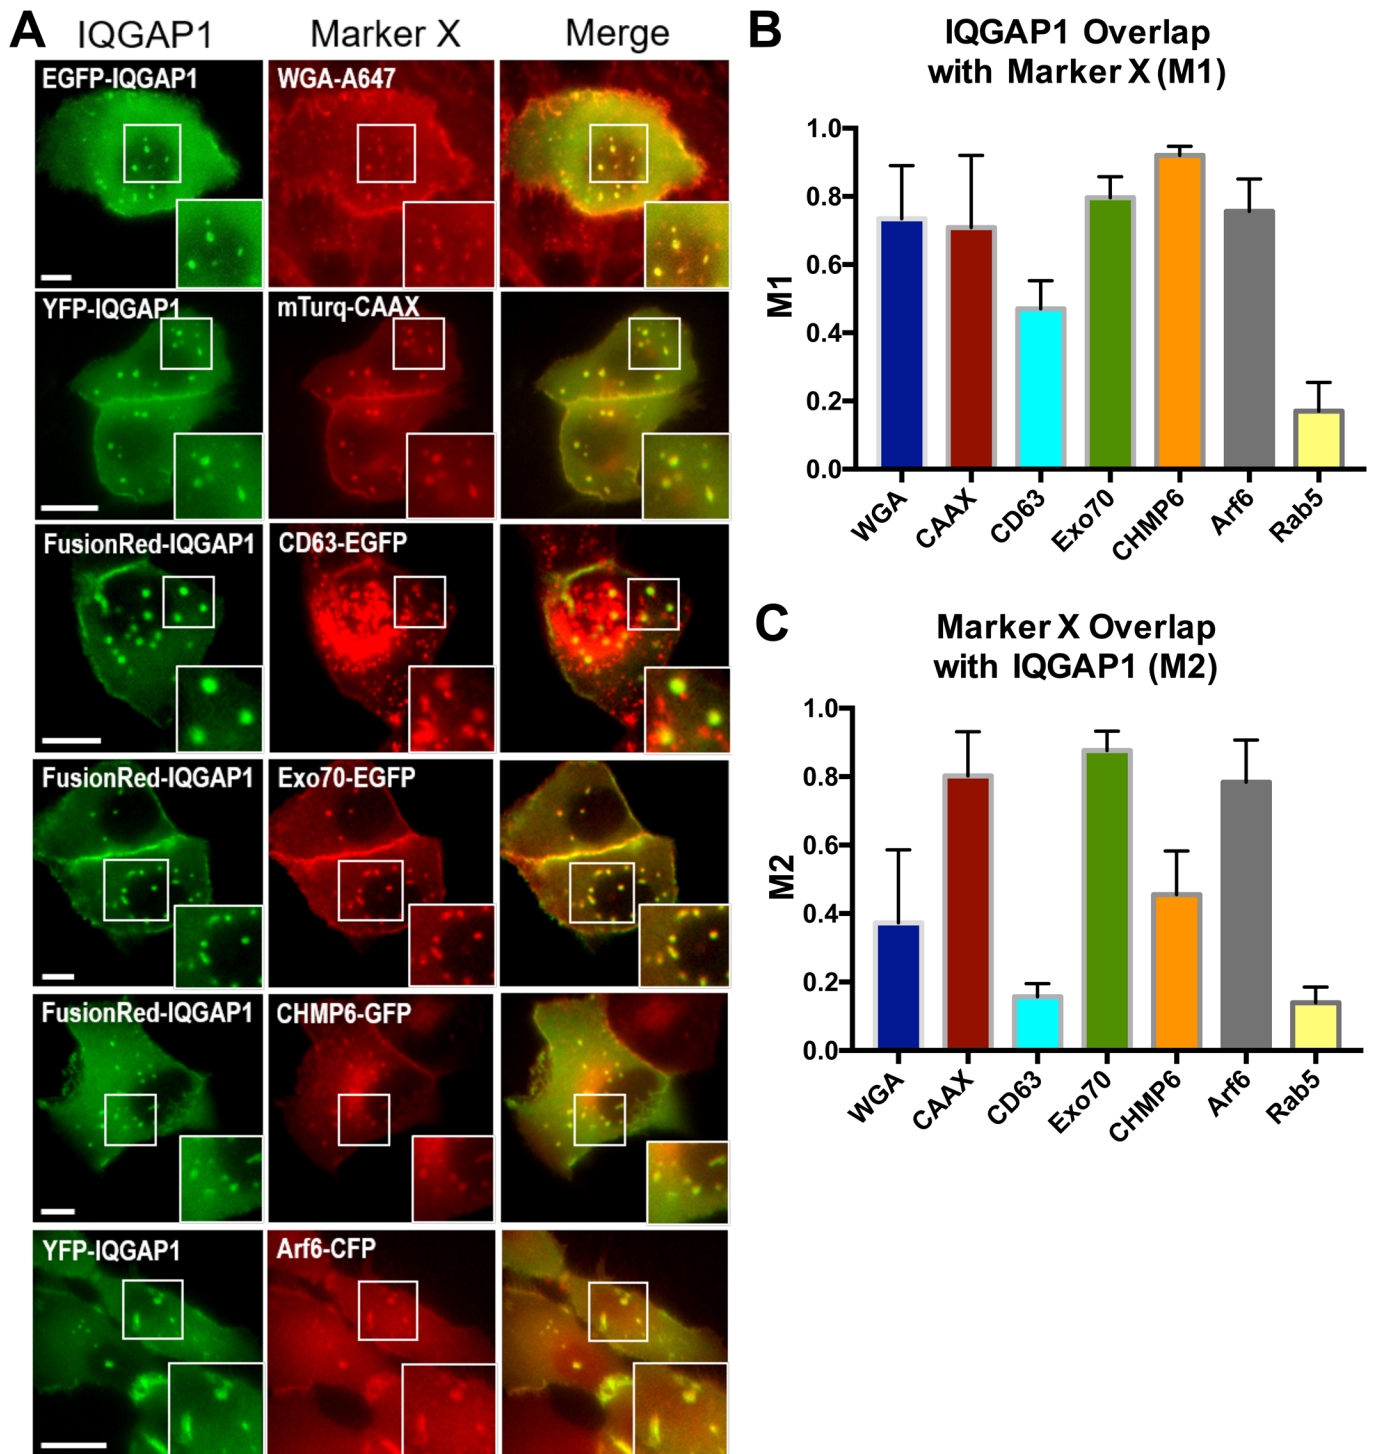 A
IQGAP1
Marker X
Merge
EGFP-IQGAP1
WGA-A647
YFP-IQGAP1
mTurq-CAAX
FusionRed-IQGAP1
CD63-EGFP
FusionRed-IQGAP1
Exo70-EGFP
FusionRed-IQGAP1
CHMP6-GFP
YFP-IQGAP1
Arf6-CFP
B
IQGAP1 Overlap
with Marker X (M1)
M1
1.0
0.8
0.6
0.4
0.2
0.0
WGA
CAAX
CD63
Exo70
CHMP6
Arf6
Rab5
C
Marker X Overlap
with IQGAP1 (M2)
M2
1.0
0.8
0.6
0.4
0.2
0.0
WGA
CAAX
CD63
Exo70
CHMP6
Arf6
Rab5